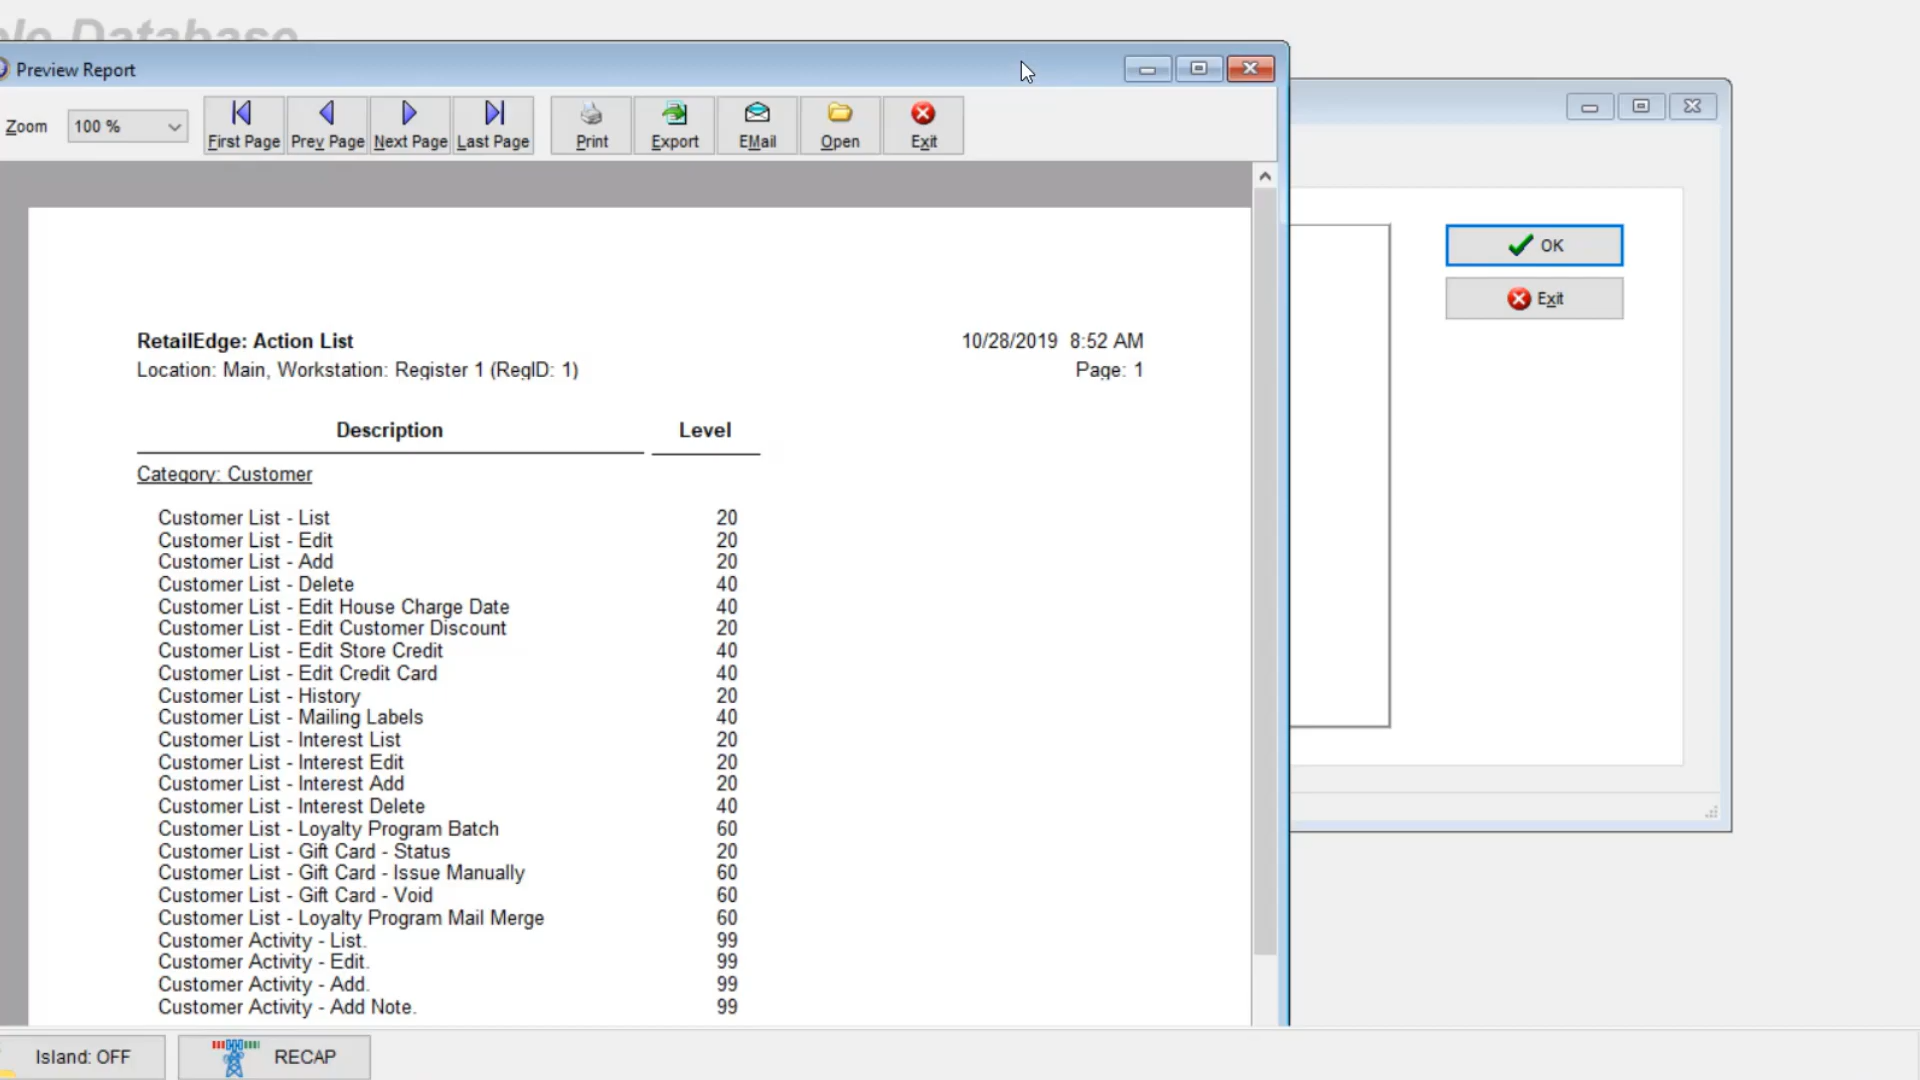 Database
Preview Report
Zoom
100 %
First Page
Prev Page
Next Page
Last Page
Print
Export
EMail
Open
Exit
OK
Exit
RetailEdge: Action List
10/28/2019 8:52 AM
Location: Main, Workstation: Register 1 (RegID: 1)
Page: 1
Description Level
Category: Customer
Customer List - List 20
Customer List - Edit 20
Customer List - Add 20
Customer List - Delete 40
Customer List - Edit House Charge Date 40
Customer List - Edit Customer Discount 20
Customer List - Edit Store Credit 40
Customer List - Edit Credit Card 40
Customer List - History 20
Customer List - Mailing Labels 40
Customer List - Interest List 20
Customer List - Interest Edit 20
Customer List - Interest Add 20
Customer List - Interest Delete 40
Customer List - Loyalty Program Batch 60
Customer List - Gift Card - Status 20
Customer List - Gift Card - Issue Manually 60
Customer List - Gift Card - Void 60
Customer List - Loyalty Program Mail Merge 60
Customer Activity - List. 99
Customer Activity - Edit. 99
Customer Activity - Add. 99
Customer Activity - Add Note. 99
Island: OFF
RECAP